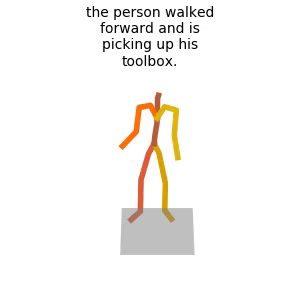 the person walked
forward and is
picking up his
toolbox.